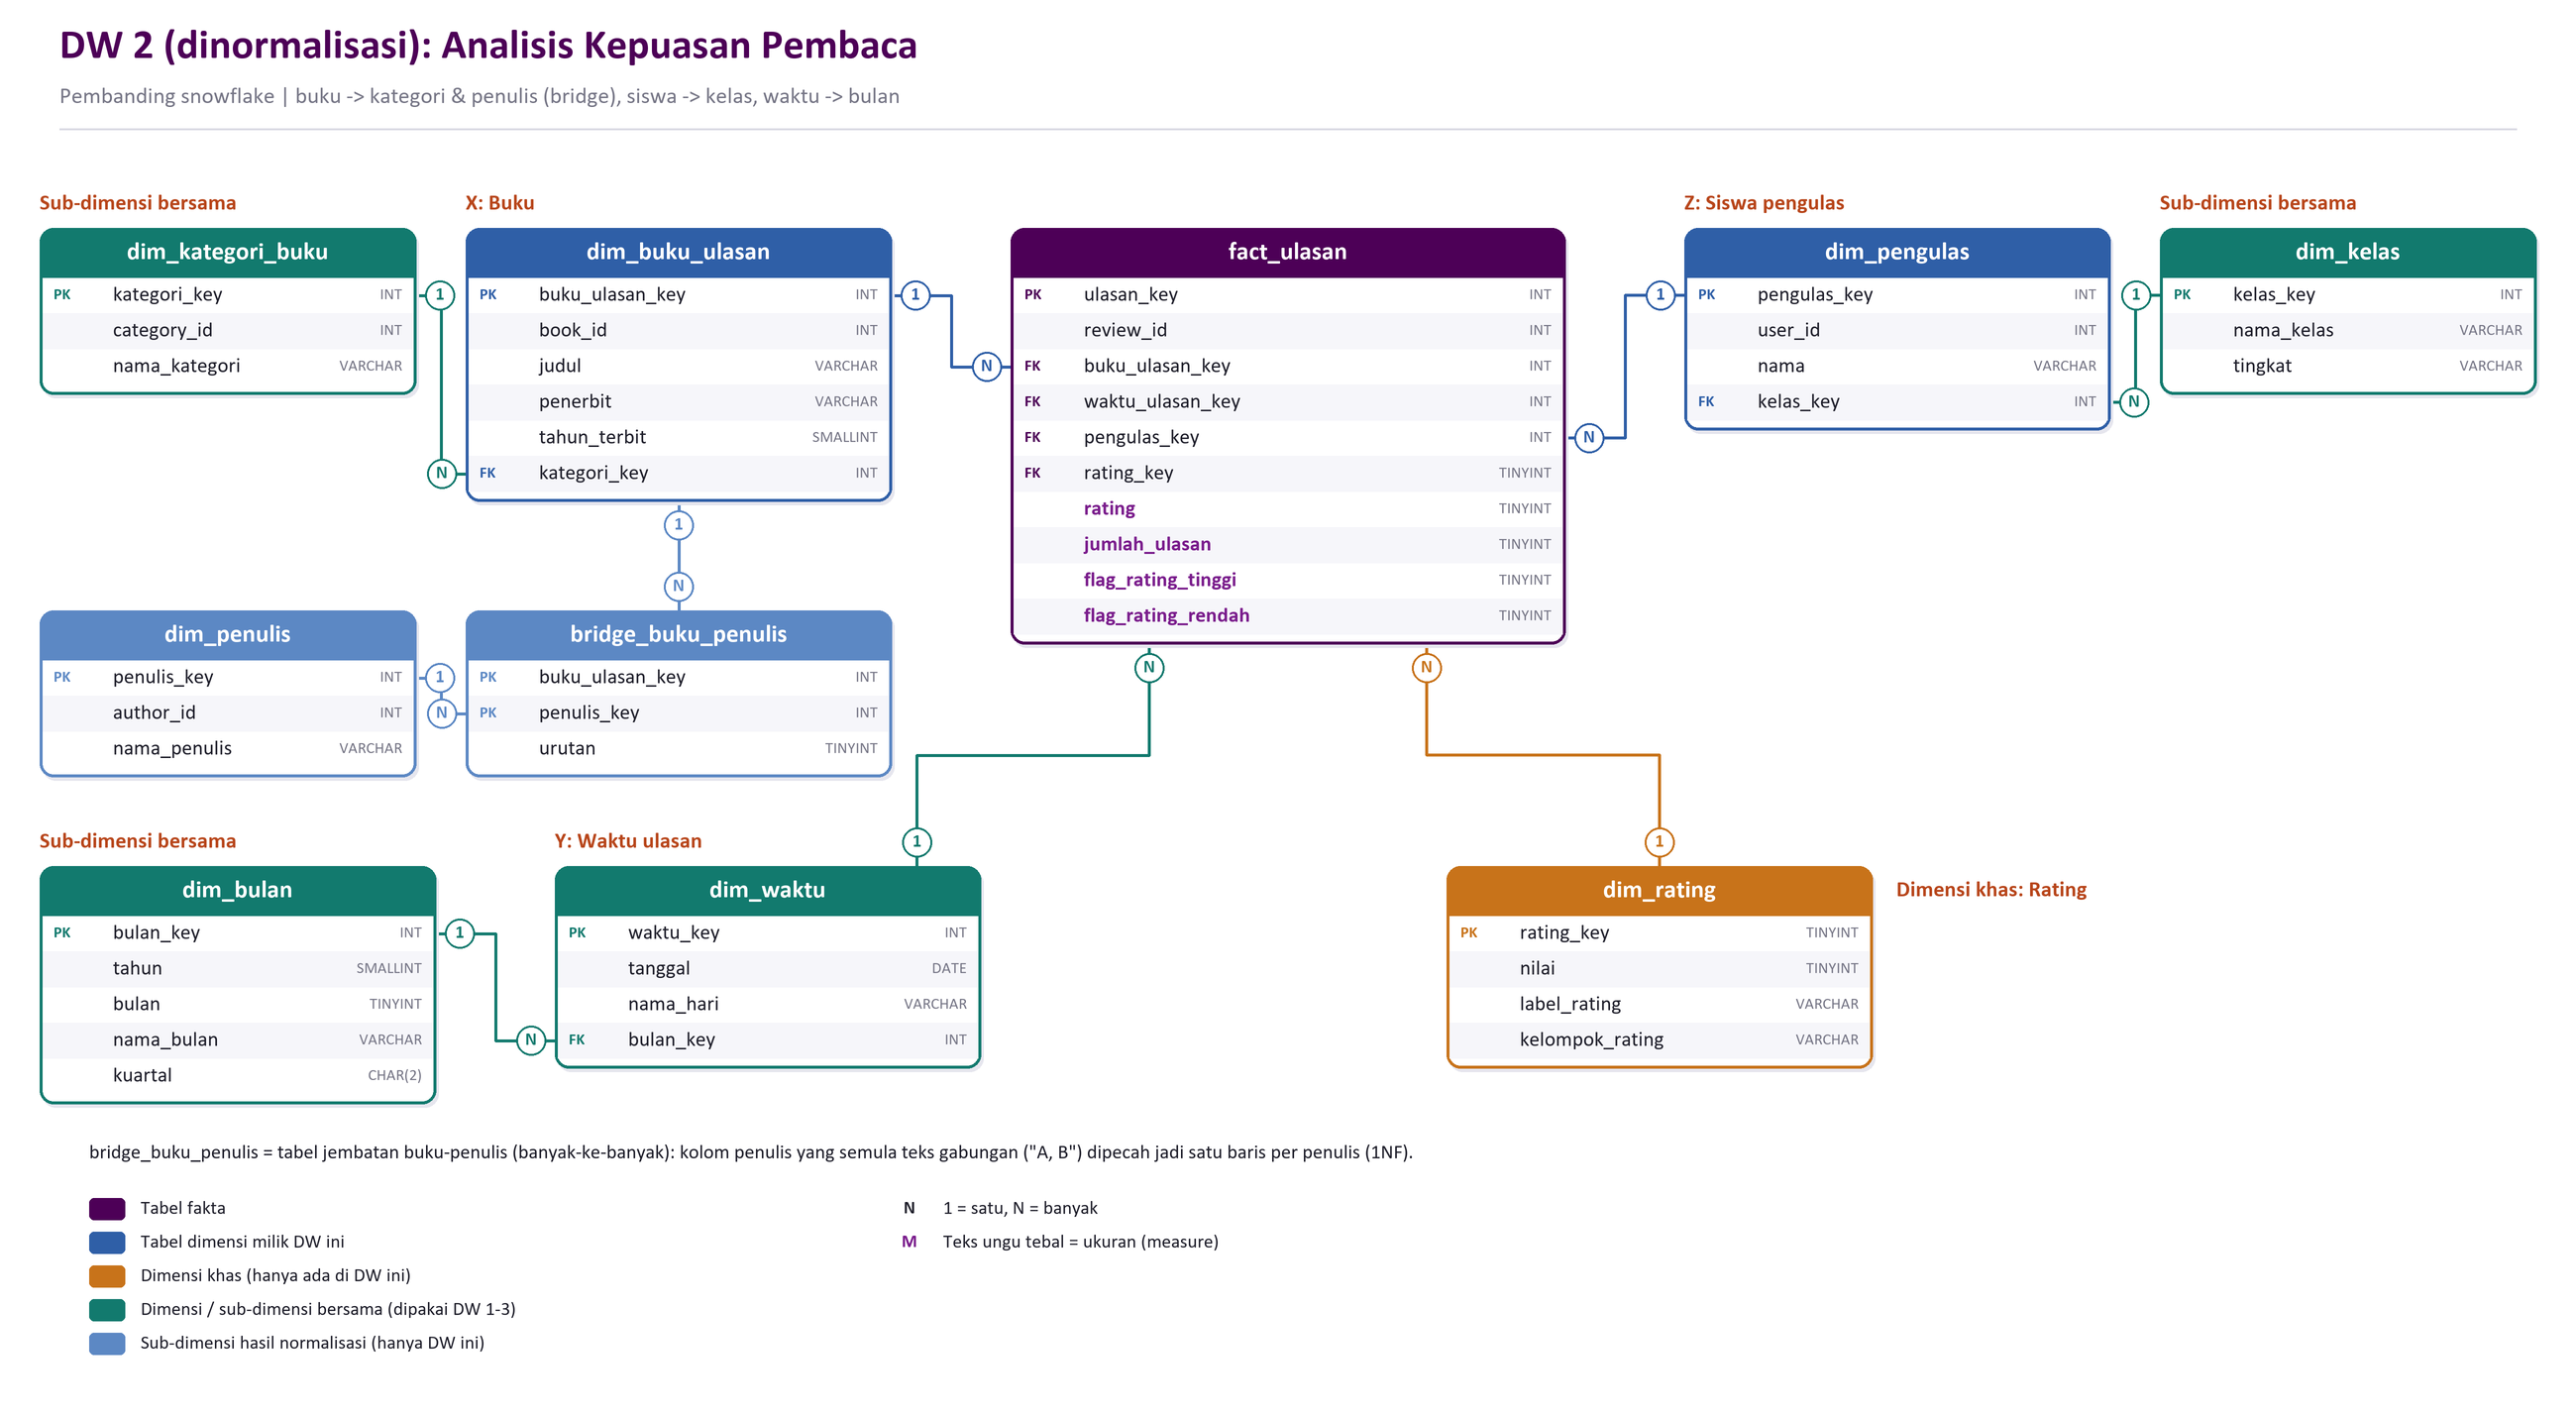 DW 2 (dinormalisasi): Analisis Kepuasan Pembaca
Pembanding snowflake | buku -> kategori & penulis (bridge), siswa -> kelas, waktu -> bulan
Sub-dimensi bersama
dim_kategori_buku
PK kategori_key INT
category_id INT
nama_kategori VARCHAR
1
N
X: Buku
dim_buku_ulasan
PK buku_ulasan_key INT
book_id INT
judul VARCHAR
penerbit VARCHAR
tahun_terbit SMALLINT
FK kategori_key INT
1
N
fact_ulasan
PK ulasan_key INT
review_id INT
FK buku_ulasan_key INT
FK waktu_ulasan_key INT
FK pengulas_key INT
FK rating_key TINYINT
rating TINYINT
jumlah_ulasan TINYINT
flag_rating_tinggi TINYINT
flag_rating_rendah TINYINT
1
N
Z: Siswa pengulas
dim_pengulas
PK pengulas_key INT
user_id INT
nama VARCHAR
FK kelas_key INT
1
N
Sub-dimensi bersama
dim_kelas
PK kelas_key INT
nama_kelas VARCHAR
tingkat VARCHAR
1
N
dim_penulis
PK penulis_key INT
author_id INT
nama_penulis VARCHAR
1
N
bridge_buku_penulis
PK buku_ulasan_key INT
PK penulis_key INT
urutan TINYINT
N
1
N
1
Sub-dimensi bersama
dim_bulan
PK bulan_key INT
tahun SMALLINT
bulan TINYINT
nama_bulan VARCHAR
kuartal CHAR(2)
1
N
Y: Waktu ulasan
dim_waktu
PK waktu_key INT
tanggal DATE
nama_hari VARCHAR
FK bulan_key INT
dim_rating
PK rating_key TINYINT
nilai TINYINT
label_rating VARCHAR
kelompok_rating VARCHAR
Dimensi khas: Rating
bridge_buku_penulis = tabel jembatan buku-penulis (banyak-ke-banyak): kolom penulis yang semula teks gabungan ("A, B") dipecah jadi satu baris per penulis (1NF).
Tabel fakta
Tabel dimensi milik DW ini
Dimensi khas (hanya ada di DW ini)
Dimensi / sub-dimensi bersama (dipakai DW 1-3)
Sub-dimensi hasil normalisasi (hanya DW ini)
N 1 = satu, N = banyak
M Teks ungu tebal = ukuran (measure)